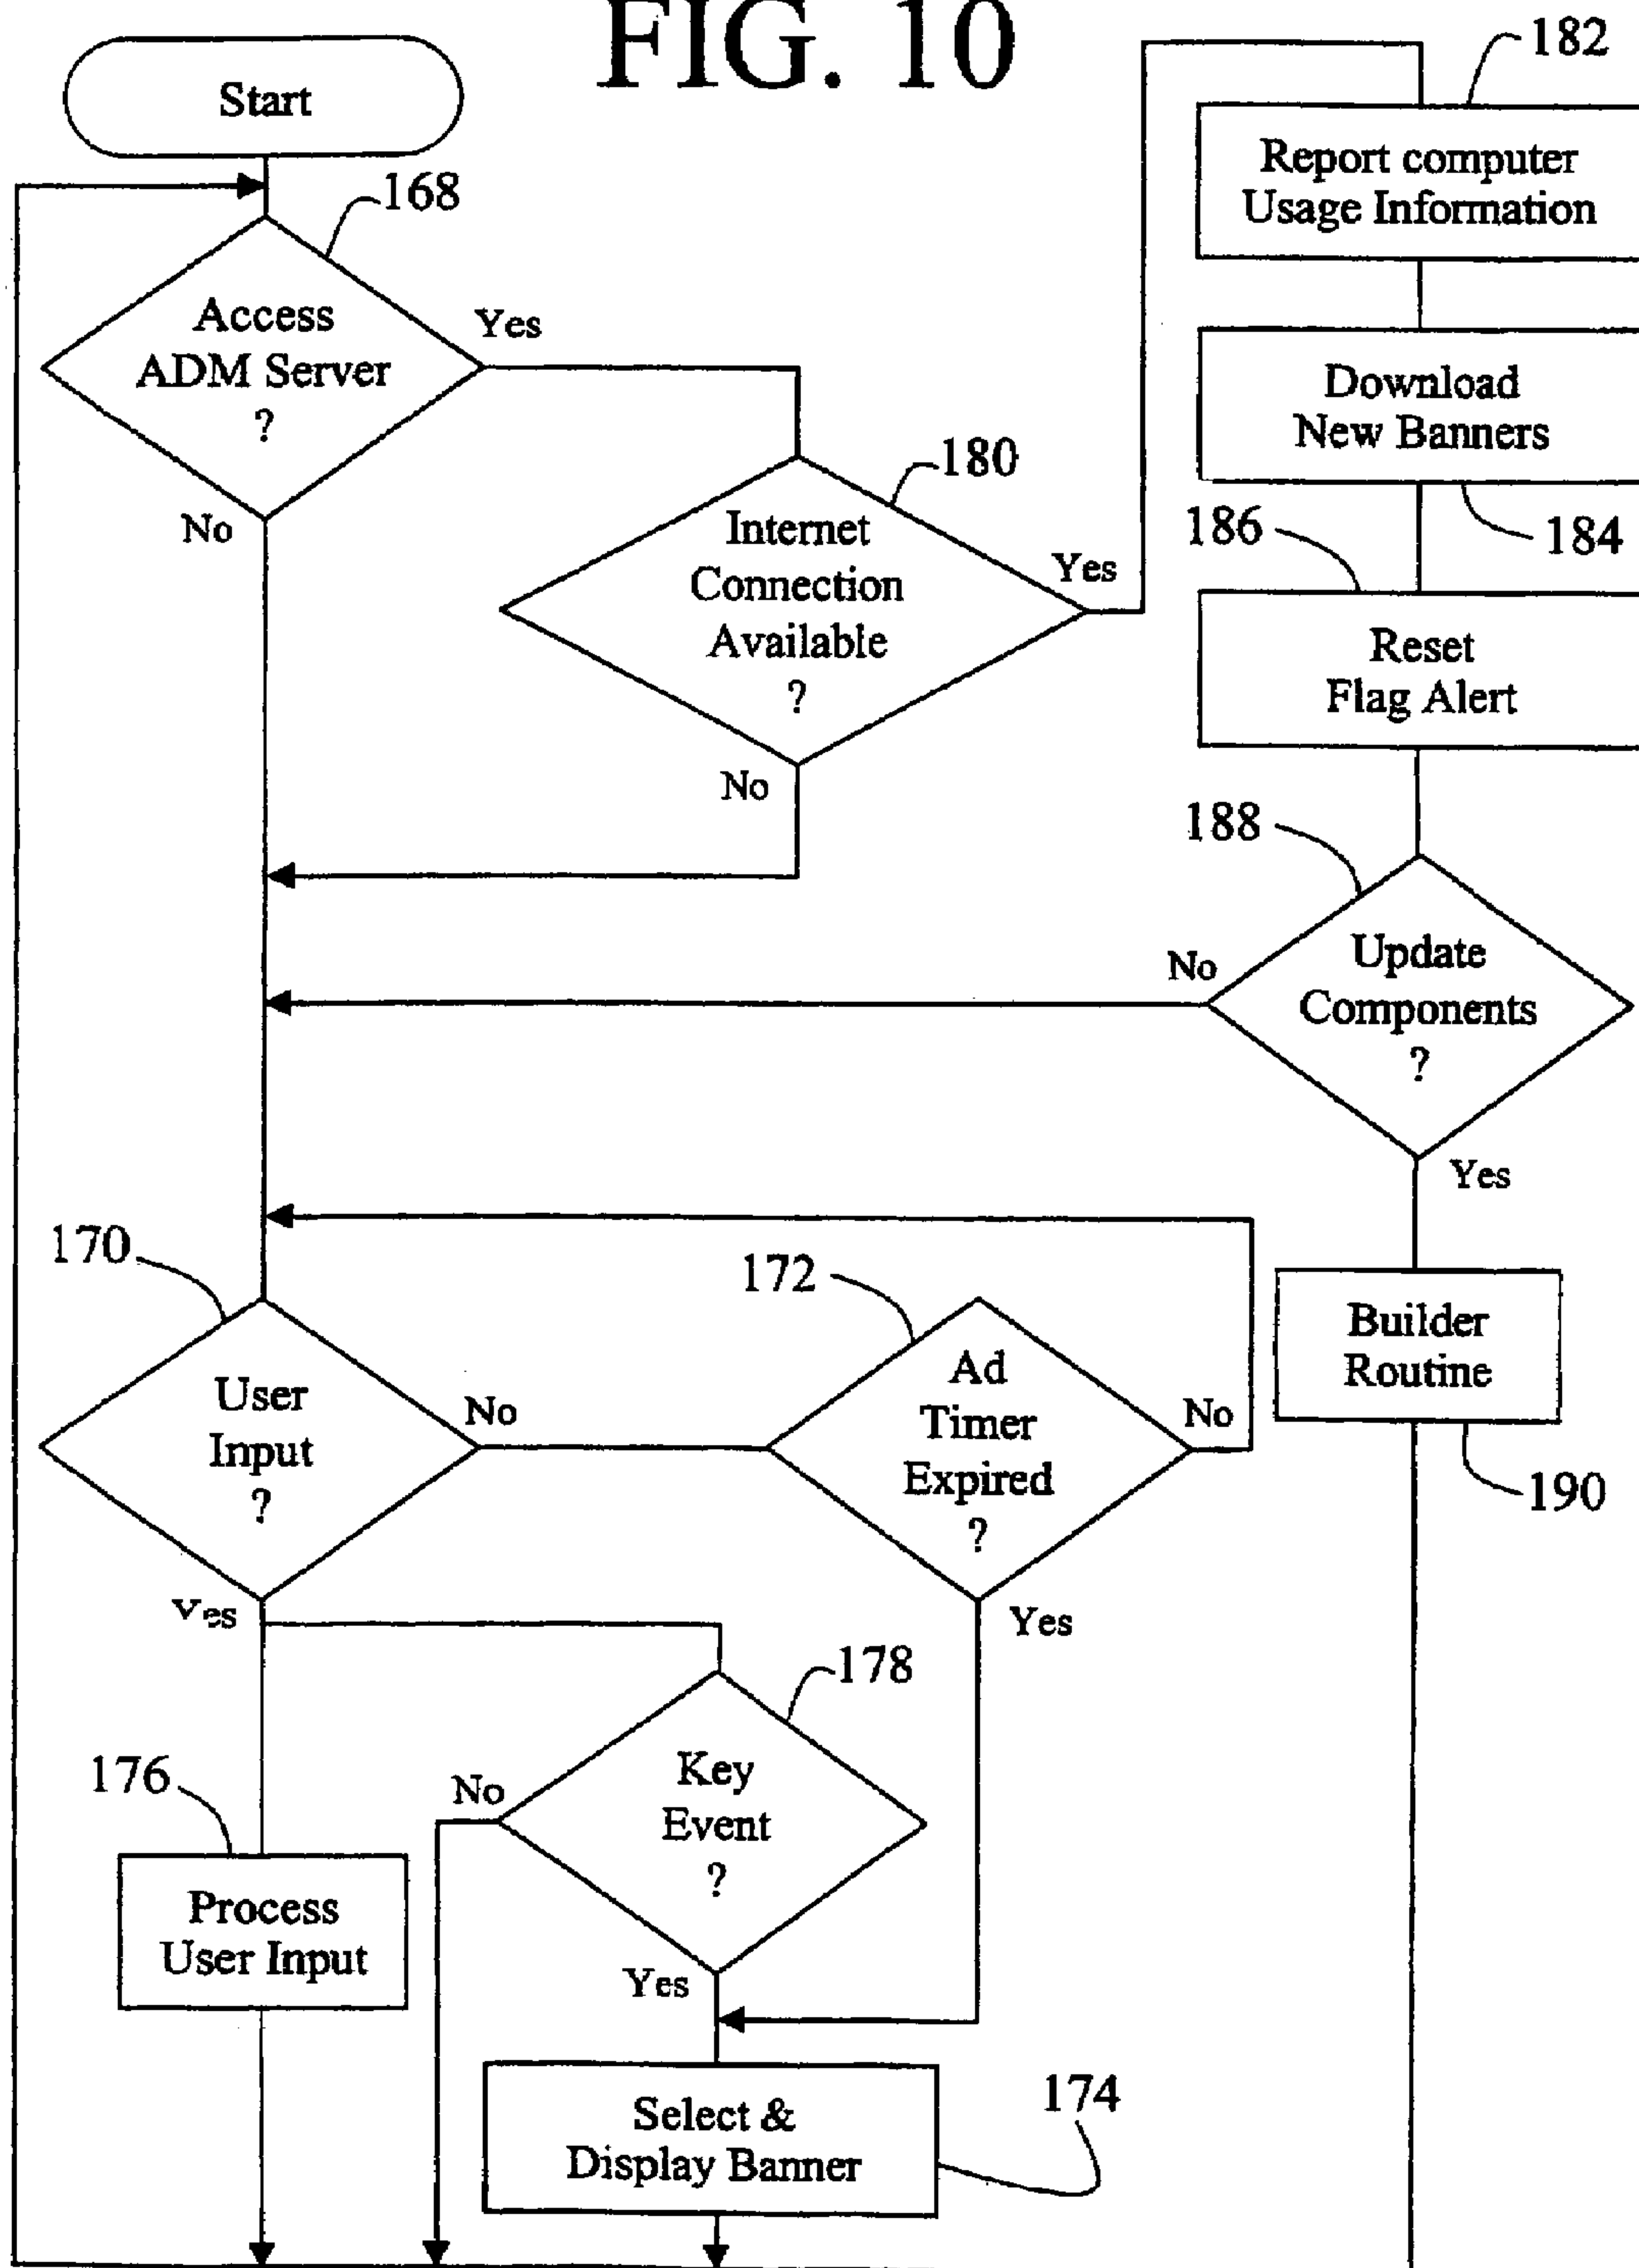 FIG. 10
Start
168
Access
ADM Server
?
Yes
No
180
Internet
Connection
Available
?
Yes
No
182
Report computer
Usage Information
Download
New Banners
184
186
Reset
Flag Alert
188
Update
Components
?
No
Yes
Builder
Routine
190
170
User
Input
?
No
Yes
172
Ad
Timer
Expired
?
No
Yes
178
Key
Event
?
No
Yes
176
Process
User Input
Select &
Display Banner
174